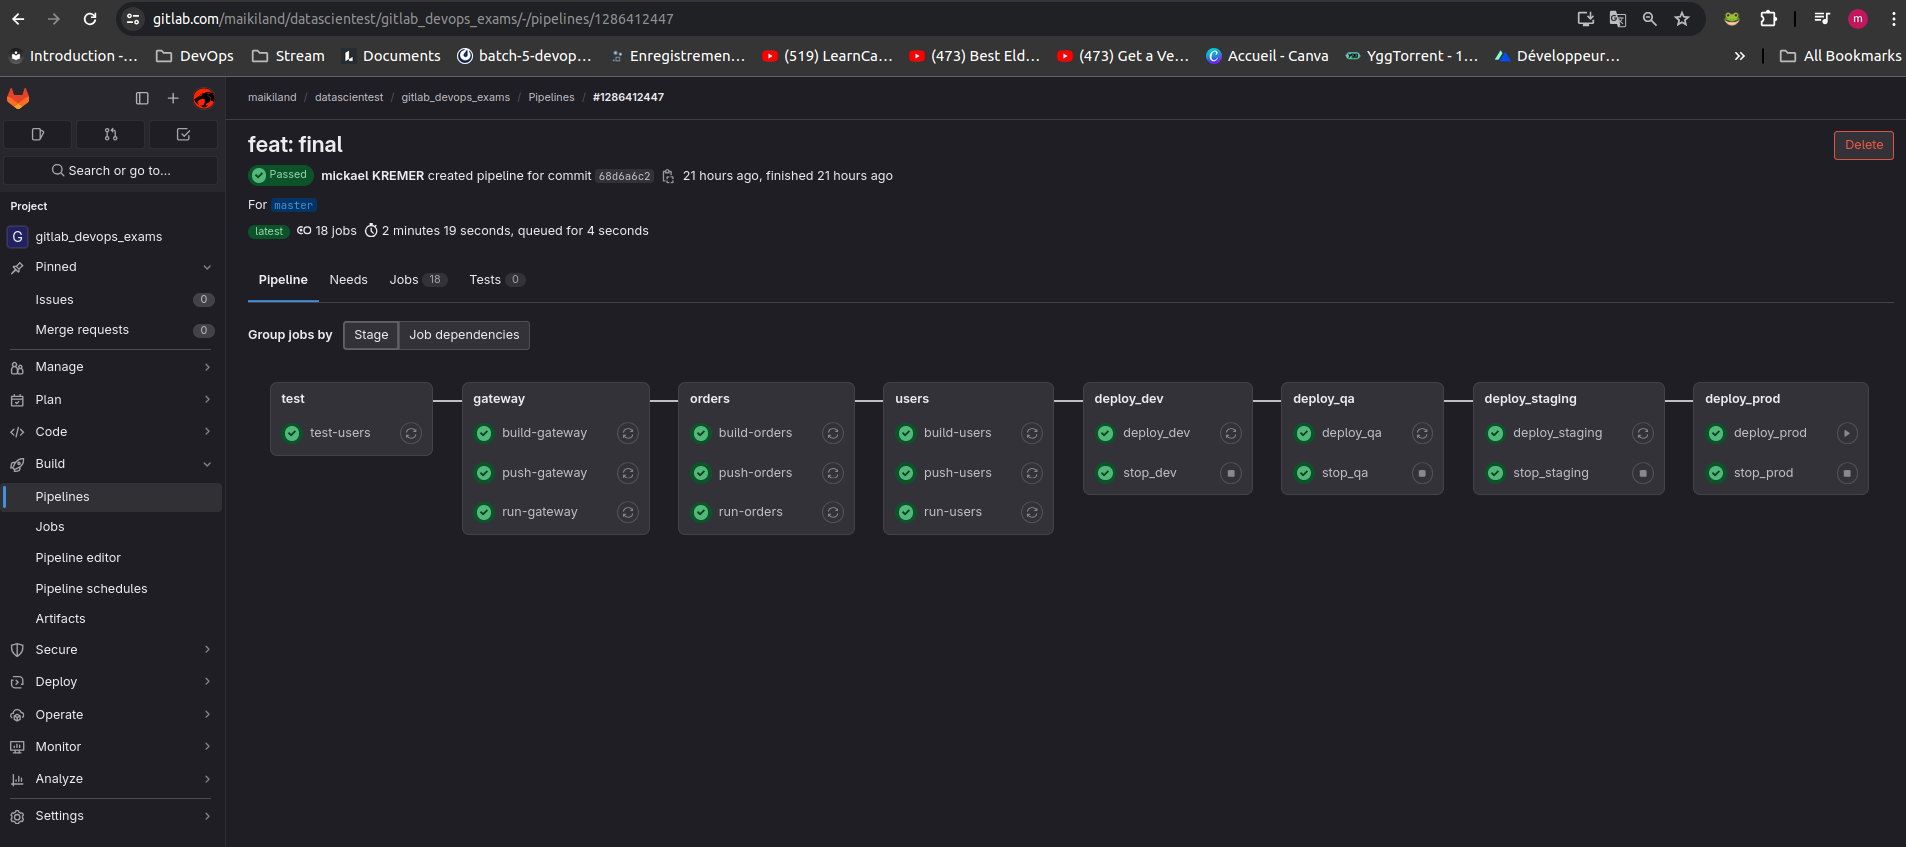 gitlab.com/maikiland/datascientest/gitlab_devops_exams/-/pipelines/1286412447
m
Introduction -... DevOps Stream Documents batch-5-devop... Enregistremen... (519) LearnCa... (473) Best Eld... (473) Get a Ve... Accueil - Canva YggTorrent - 1... Développeur... » All Bookmarks
maikiland / datascientest / gitlab_devops_exams / Pipelines / #1286412447
Search or go to...
Project
G gitlab_devops_exams
Pinned
Issues 0
Merge requests 0
Manage
Plan
Code
Build
Pipelines
Jobs
Pipeline editor
Pipeline schedules
Artifacts
Secure
Deploy
Operate
Monitor
Analyze
Settings
feat: final
Delete
Passed mickael KREMER created pipeline for commit 68d6a6c2 21 hours ago, finished 21 hours ago
For master
latest 18 jobs 2 minutes 19 seconds, queued for 4 seconds
Pipeline Needs Jobs 18 Tests 0
Group jobs by Stage Job dependencies
test
test-users
gateway
build-gateway
push-gateway
run-gateway
orders
build-orders
push-orders
run-orders
users
build-users
push-users
run-users
deploy_dev
deploy_dev
stop_dev
deploy_qa
deploy_qa
stop_qa
deploy_staging
deploy_staging
stop_staging
deploy_prod
deploy_prod
stop_prod